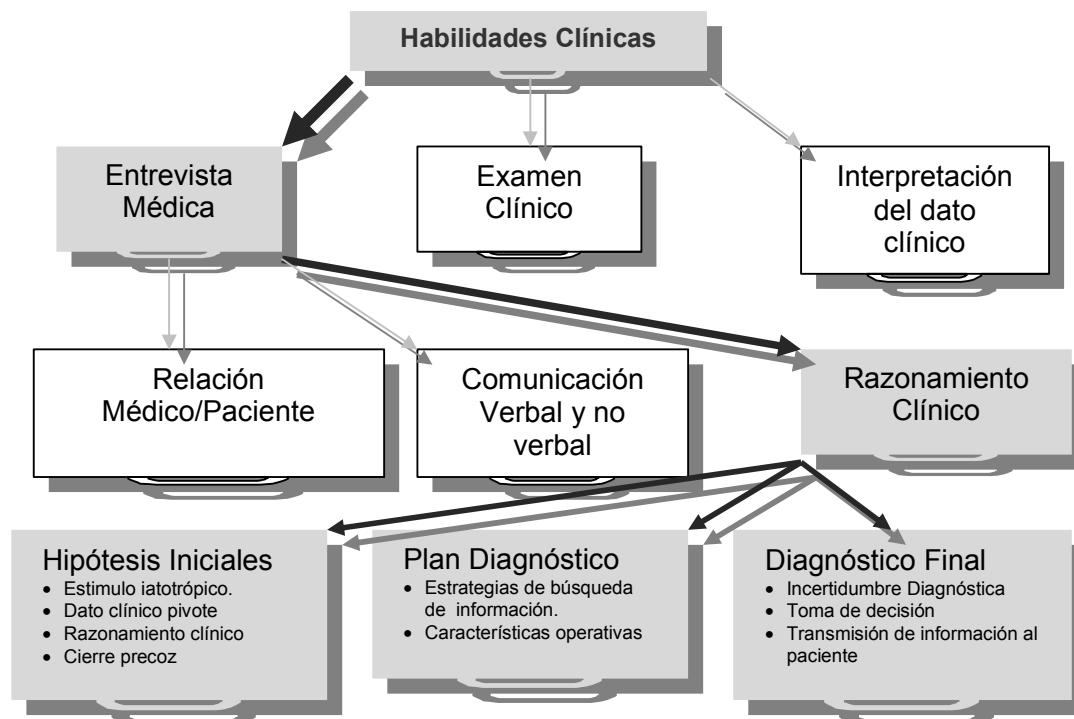 Habilidades Clínicas
Entrevista
Médica
Examen
Clínico
Interpretación
del dato
clínico
Relación
Médico/Paciente
Comunicación
Verbal y no
verbal
Razonamiento
Clínico
Hipótesis Iniciales
• Estimulo iatotrópico.
• Dato clínico pivote
• Razonamiento clínico
• Cierre precoz
Plan Diagnóstico
• Estrategias de búsqueda
de información.
• Características operativas
Diagnóstico Final
• Incertidumbre Diagnóstica
• Toma de decisión
• Transmisión de información al
paciente